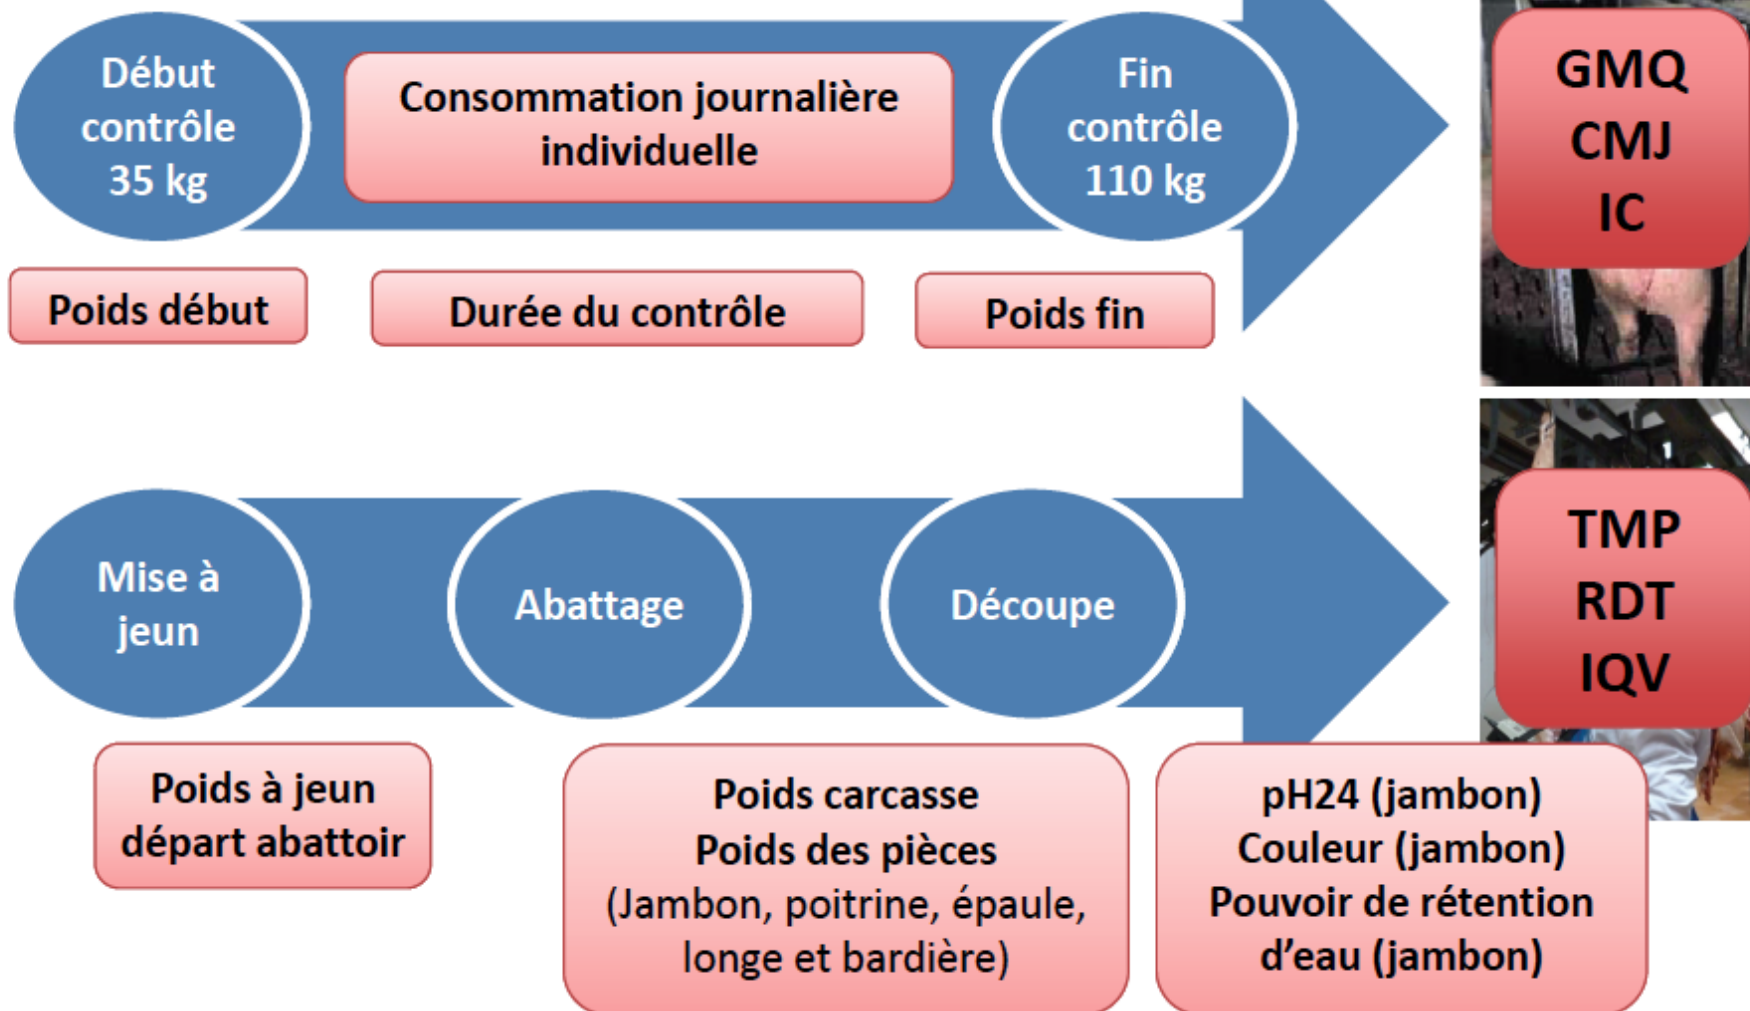 Début
contrôle
35 kg
Consommation journalière
individuelle
Fin
contrôle
110 kg
GMQ
CMJ
IC
Poids début
Durée du contrôle
Poids fin
Mise à
jeun
Abattage
Découpe
TMP
RDT
IQV
Poids à jeun
départ abattoir
Poids carcasse
Poids des pièces
(Jambon, poitrine, épaule,
longe et bardière)
pH24 (jambon)
Couleur (jambon)
Pouvoir de rétention
d'eau (jambon)